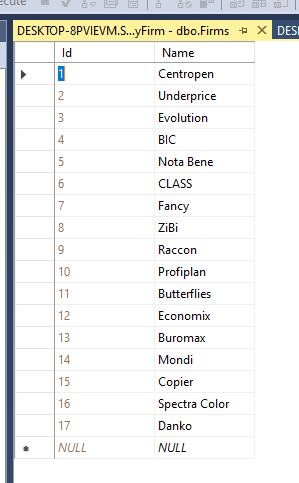 ecute
DESKTOP-8PVIEVM.S...yFirm - dbo.Firms DES
Id Name
1 Centropen
2 Underprice
3 Evolution
4 BIC
5 Nota Bene
6 CLASS
7 Fancy
8 ZiBi
9 Raccon
10 Profiplan
11 Butterflies
12 Economix
13 Buromax
14 Mondi
15 Copier
16 Spectra Color
17 Danko
NULL NULL